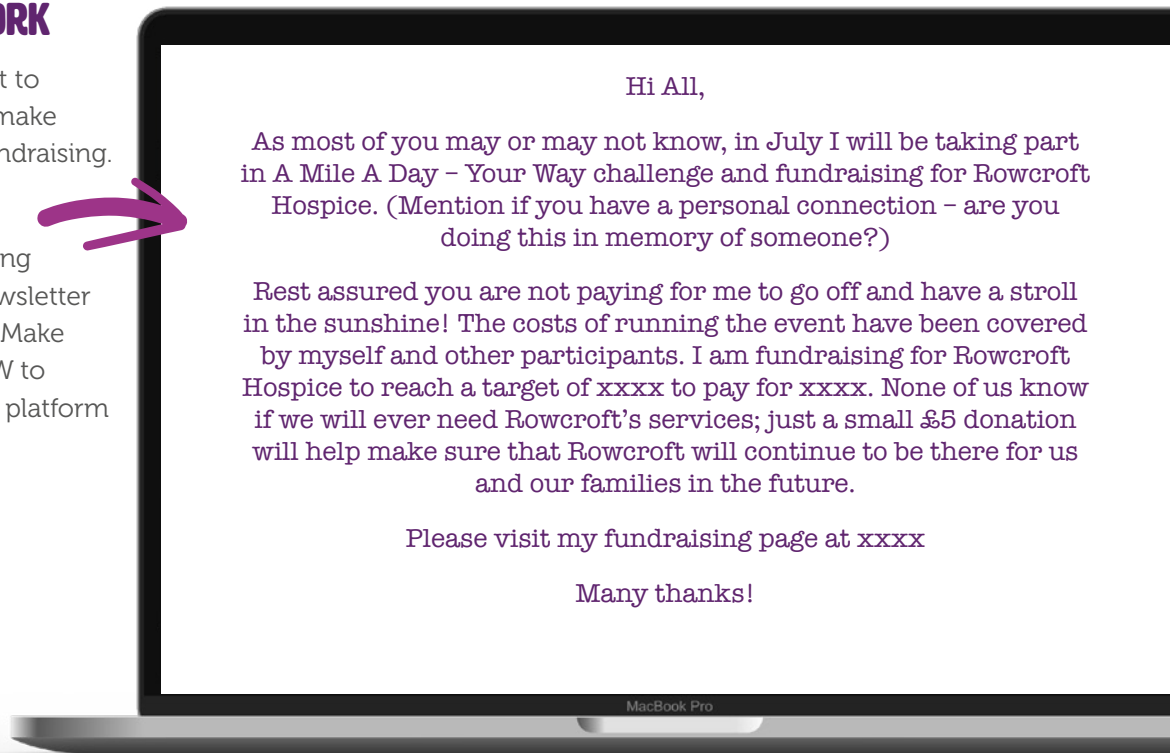 t to
make
ndraising.
ng
wsletter
Make
to
platform
Hi All,
As most of you may or may not know, in July I will be taking part
in A Mile A Day – Your Way challenge and fundraising for Rowcroft
Hospice. (Mention if you have a personal connection – are you
doing this in memory of someone?)
Rest assured you are not paying for me to go off and have a stroll
in the sunshine! The costs of running the event have been covered
by myself and other participants. I am fundraising for Rowcroft
Hospice to reach a target of xxxx to pay for xxxx. None of us know
if we will ever need Rowcroft’s services; just a small £5 donation
will help make sure that Rowcroft will continue to be there for us
and our families in the future.
Please visit my fundraising page at xxxx
Many thanks!
MacBook Pro